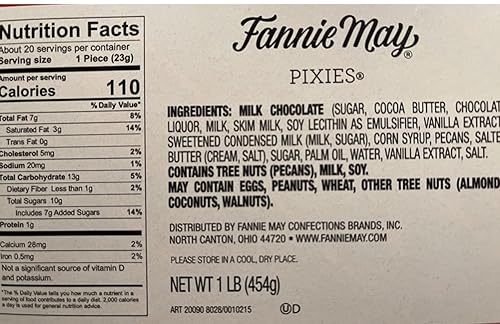 Nutrition Facts
About 20 servings per container
Serving size 1 Piece (23g)
Amount per serving
Calories 110
% Daily Value*
Total Fat 7g 8%
Saturated Fat 3g 14%
Trans Fat 0g
Cholesterol 5mg 2%
Sodium 20mg 1%
Total Carbohydrate 13g 5%
Dietary Fiber Less than 1g 2%
Total Sugars 10g
Includes 7g Added Sugars 14%
Protein 1g
Calcium 28mg 2%
Iron 0.5mg 2%
Not a significant source of vitamin D
and potassium.
*The % Daily Value tells you how much a nutrient in a
serving of food contributes to a daily diet. 2,000 calories
a day is used for general nutrition advice.
Fannie May®
PIXIES®
INGREDIENTS: MILK CHOCOLATE (SUGAR, COCOA BUTTER, CHOCOLAT
LIQUOR, MILK, SKIM MILK, SOY LECITHIN AS EMULSIFIER, VANILLA EXTRACT
SWEETENED CONDENSED MILK (MILK, SUGAR), CORN SYRUP, PECANS, SALTE
BUTTER (CREAM, SALT), SUGAR, PALM OIL, WATER, VANILLA EXTRACT, SALT.
CONTAINS TREE NUTS (PECANS), MILK, SOY.
MAY CONTAIN EGGS, PEANUTS, WHEAT, OTHER TREE NUTS (ALMOND
COCONUTS, WALNUTS).
DISTRIBUTED BY FANNIE MAY CONFECTIONS BRANDS, INC.
NORTH CANTON, OHIO 44720 • WWW.FANNIEMAY.COM
PLEASE STORE IN A COOL, DRY PLACE.
NET WT 1 LB (454g)
ART 20090 8028/0010215 UD